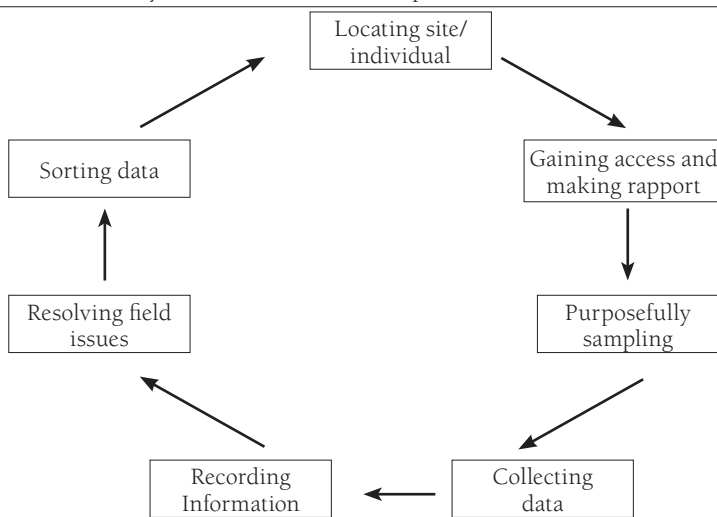 Locating site/
individual
Gaining access and
making rapport
Purposefully
sampling
Collecting
data
Recording
Information
Resolving field
issues
Sorting data